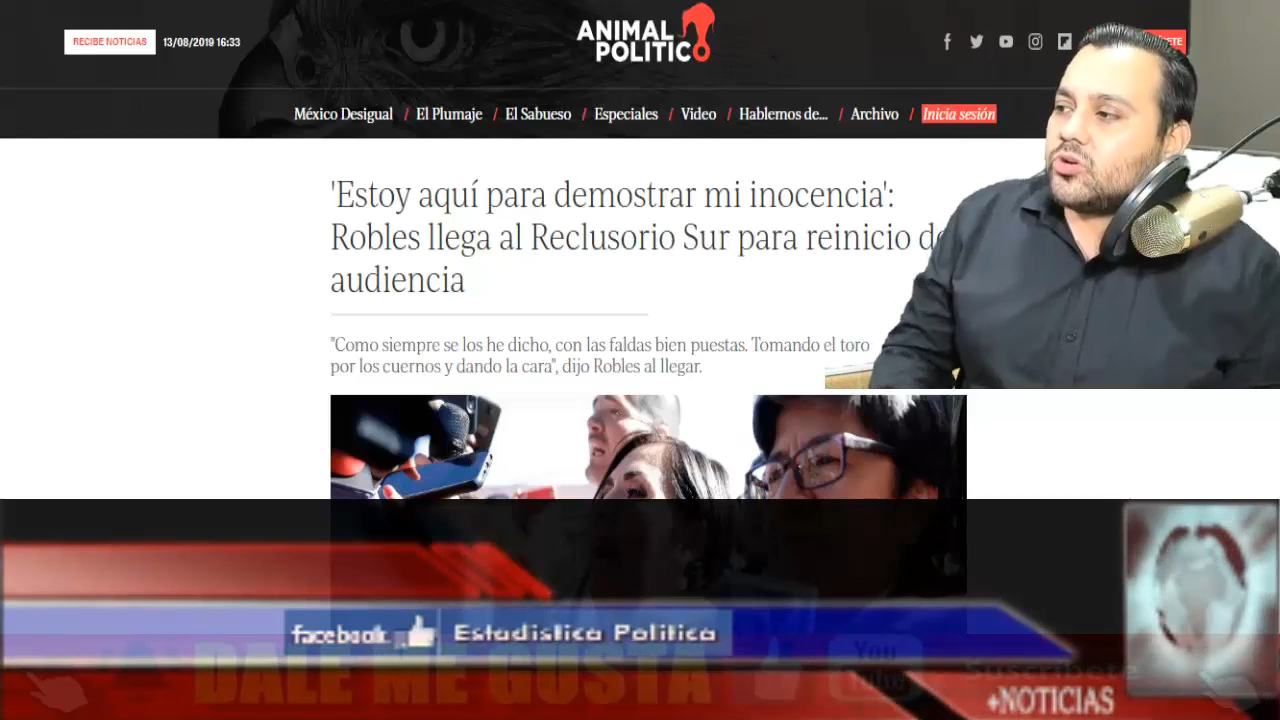 RECIBE NOTICIAS
13/08/2019 16:33
ANIMAL
POLITICO
México Desigual / El Plumaje / El Sabueso / Especiales / Video / Hablemos de... / Archivo / Inicia sesión
'Estoy aquí para demostrar mi inocencia':
Robles llega al Reclusorio Sur para reinicio de
audiencia
"Como siempre se los he dicho, con las faldas bien puestas. Tomando el toro
por los cuernos y dando la cara", dijo Robles al llegar.
facebook Estadistica Politica
DALE ME GUSTA
You
Suscribete
+NOTICIAS